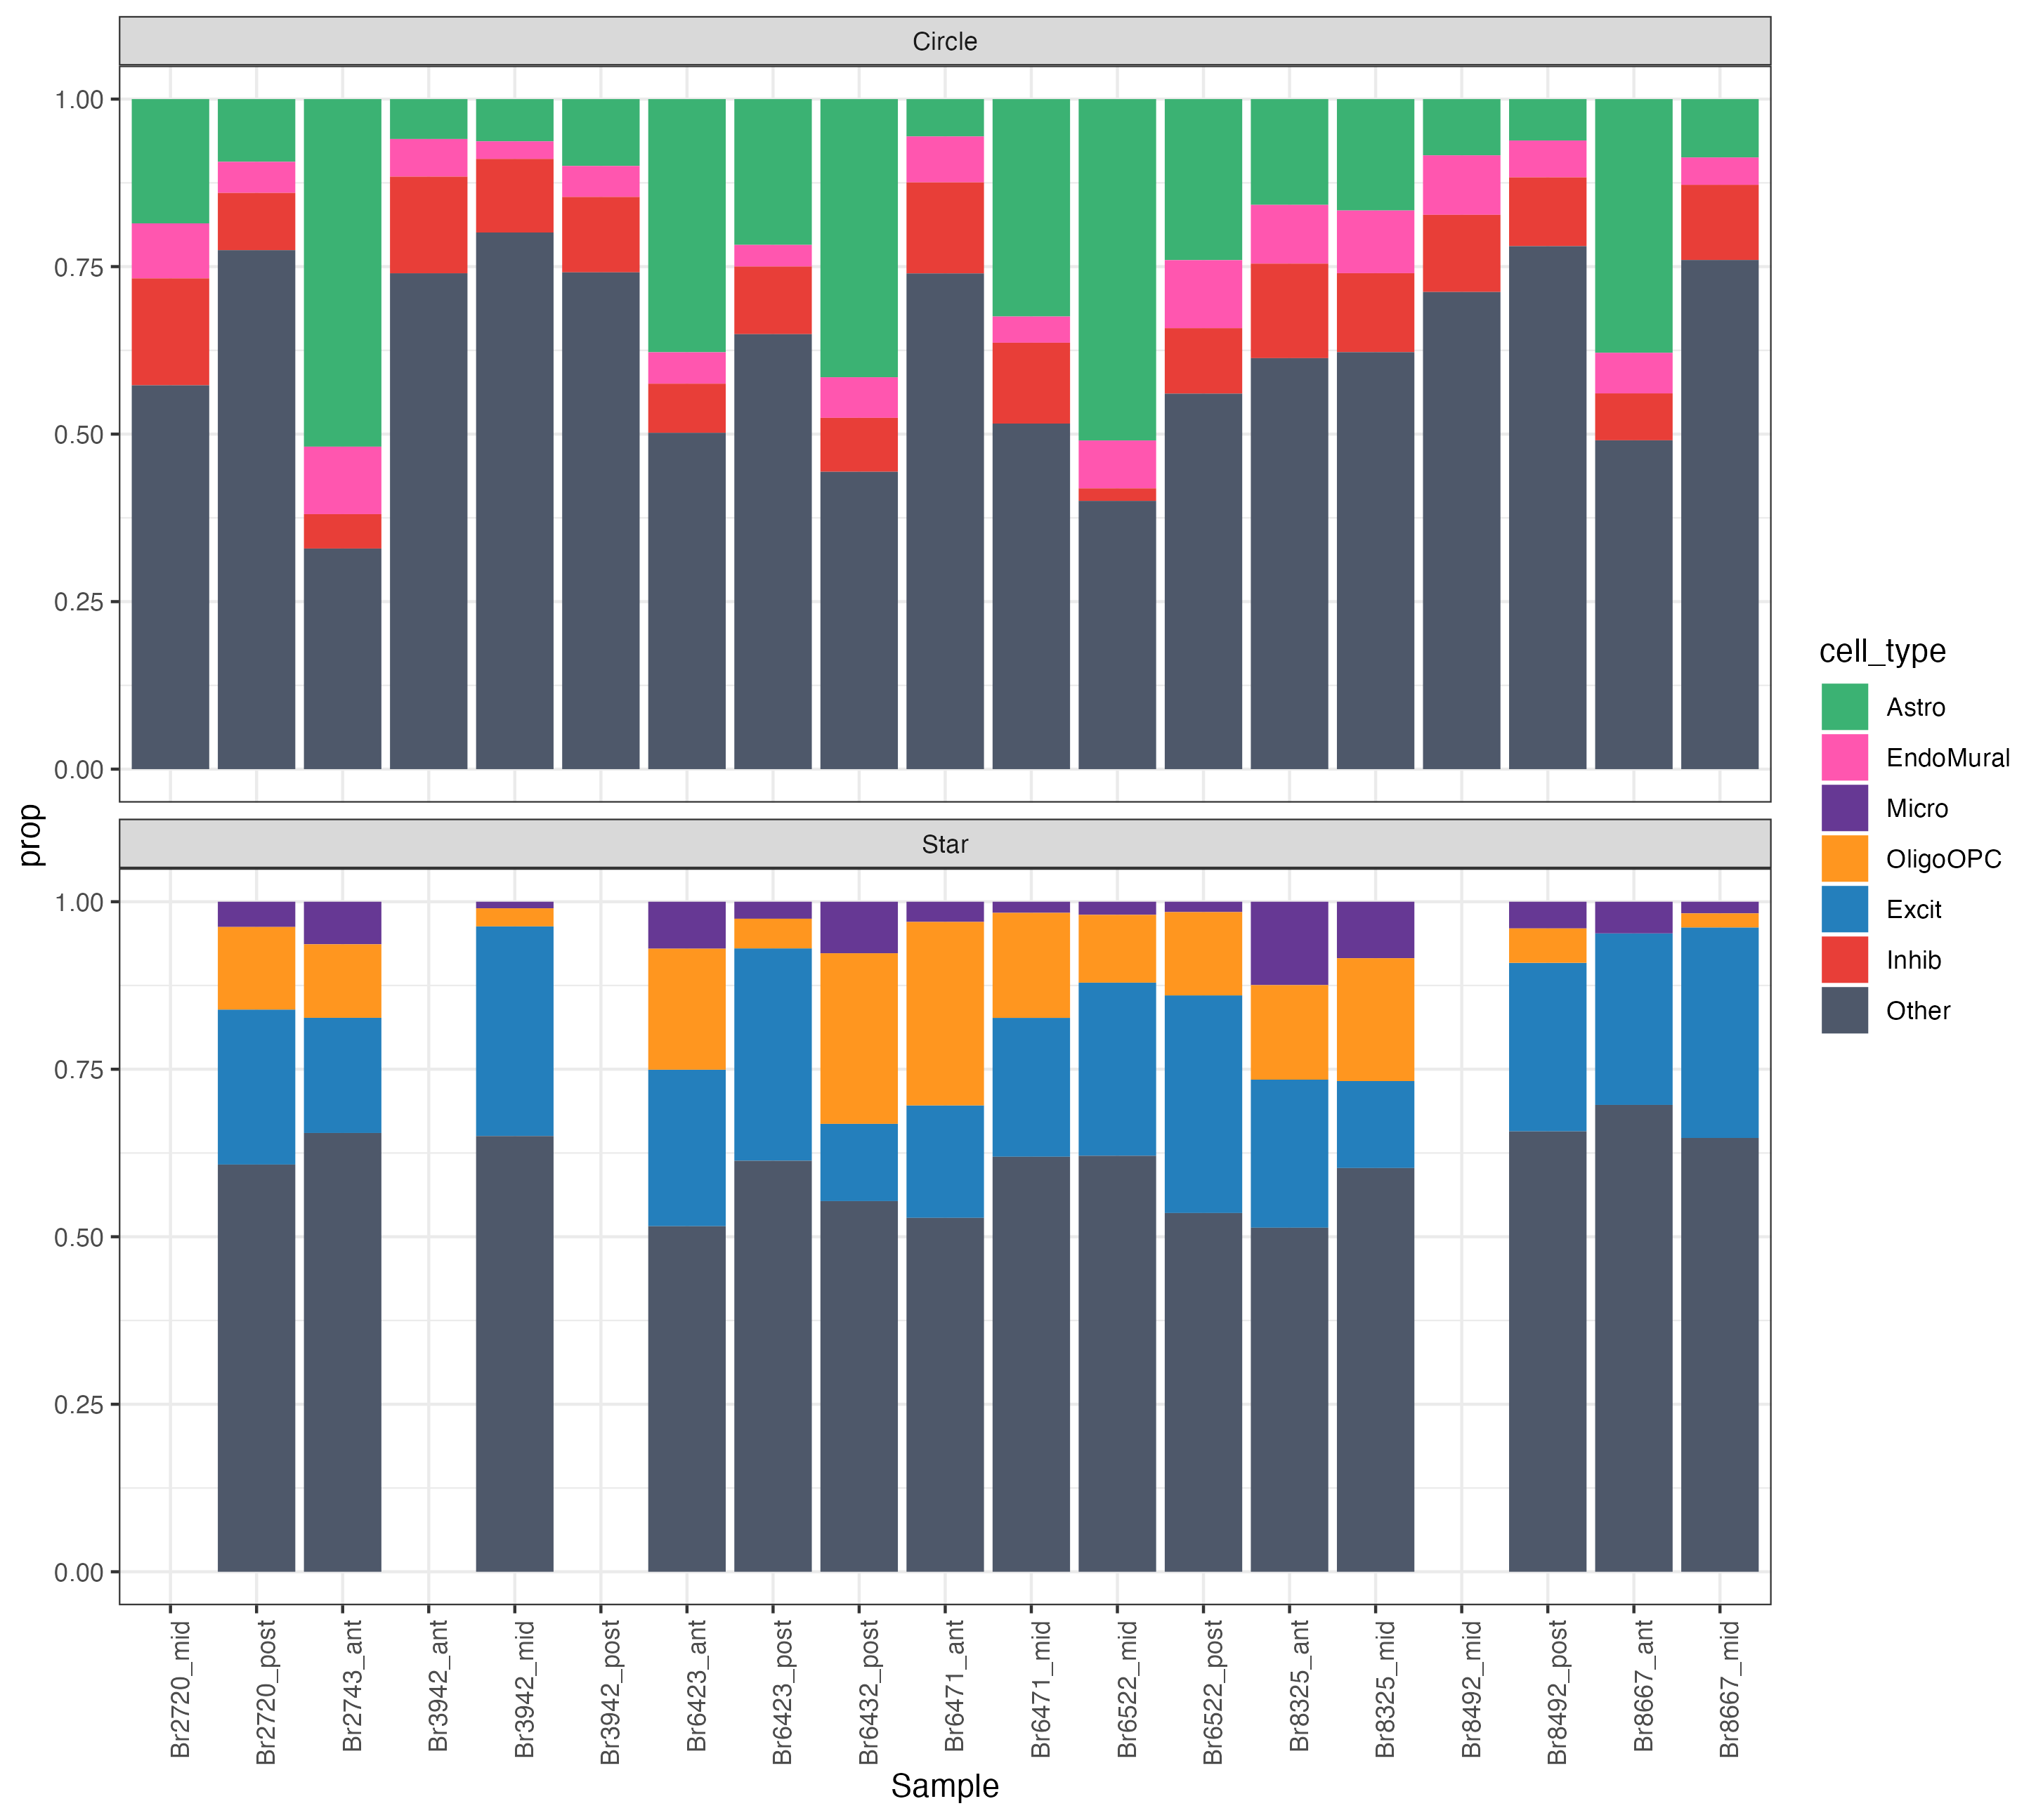 Circle
1.00
0.75
0.50
0.25
0.00
prop
Star
1.00
0.75
0.50
0.25
0.00
Br2720_mid
Br2720_post
Br2743_ant
Br3942_ant
Br3942_mid
Br3942_post
Br6423_ant
Br6423_post
Br6432_post
Br6471_ant
Br6471_mid
Br6522_mid
Br6522_post
Br8325_ant
Br8325_mid
Br8492_mid
Br8492_post
Br8667_ant
Br8667_mid
Sample
cell_type
Astro
EndoMural
Micro
OligoOPC
Excit
Inhib
Other